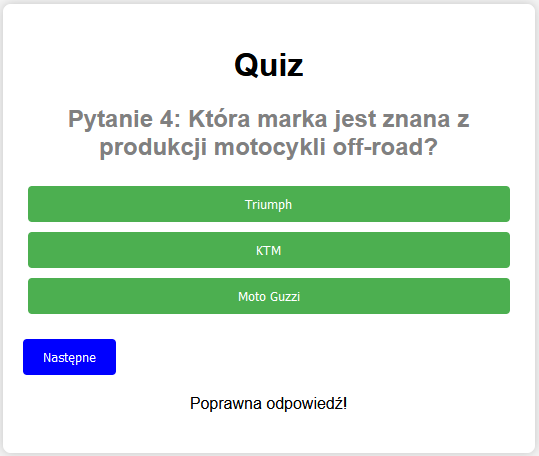 Quiz
Pytanie 4: Która marka jest znana z
produkcji motocykli off-road?
Triumph
KTM
Moto Guzzi
Następne
Poprawna odpowiedź!